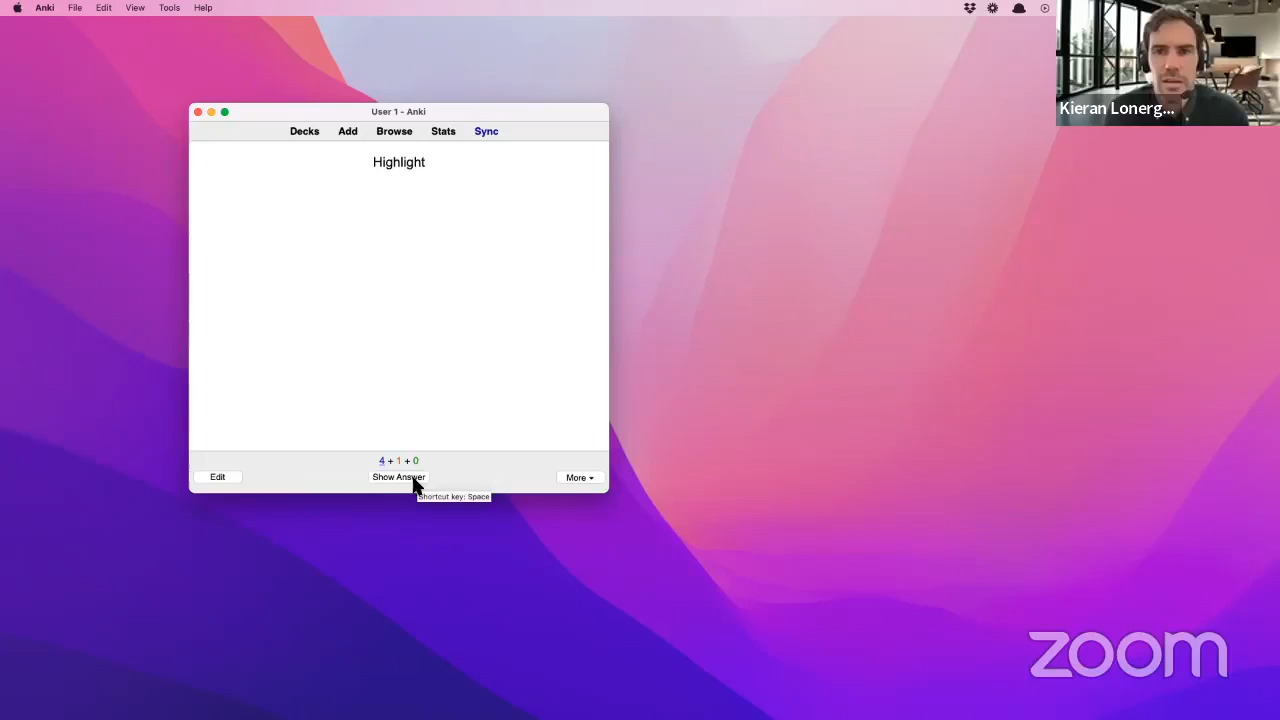 Anki File Edit View Tools Help
Kieran Lonerg...
User 1 - Anki
Decks Add Browse Stats Sync
Highlight
4 + 1 + 0
Edit Show Answer More
Shortcut key: Space
zoom